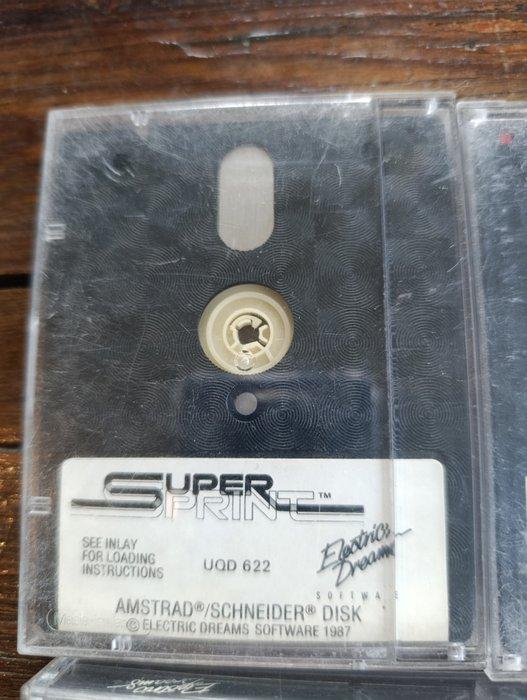 SUPER
SPRINT™
SEE INLAY
FOR LOADING
INSTRUCTIONS
UQD 622
Electric
Dreams
SOFTWARE
AMSTRAD®/SCHNEIDER® DISK
© ELECTRIC DREAMS SOFTWARE 1987